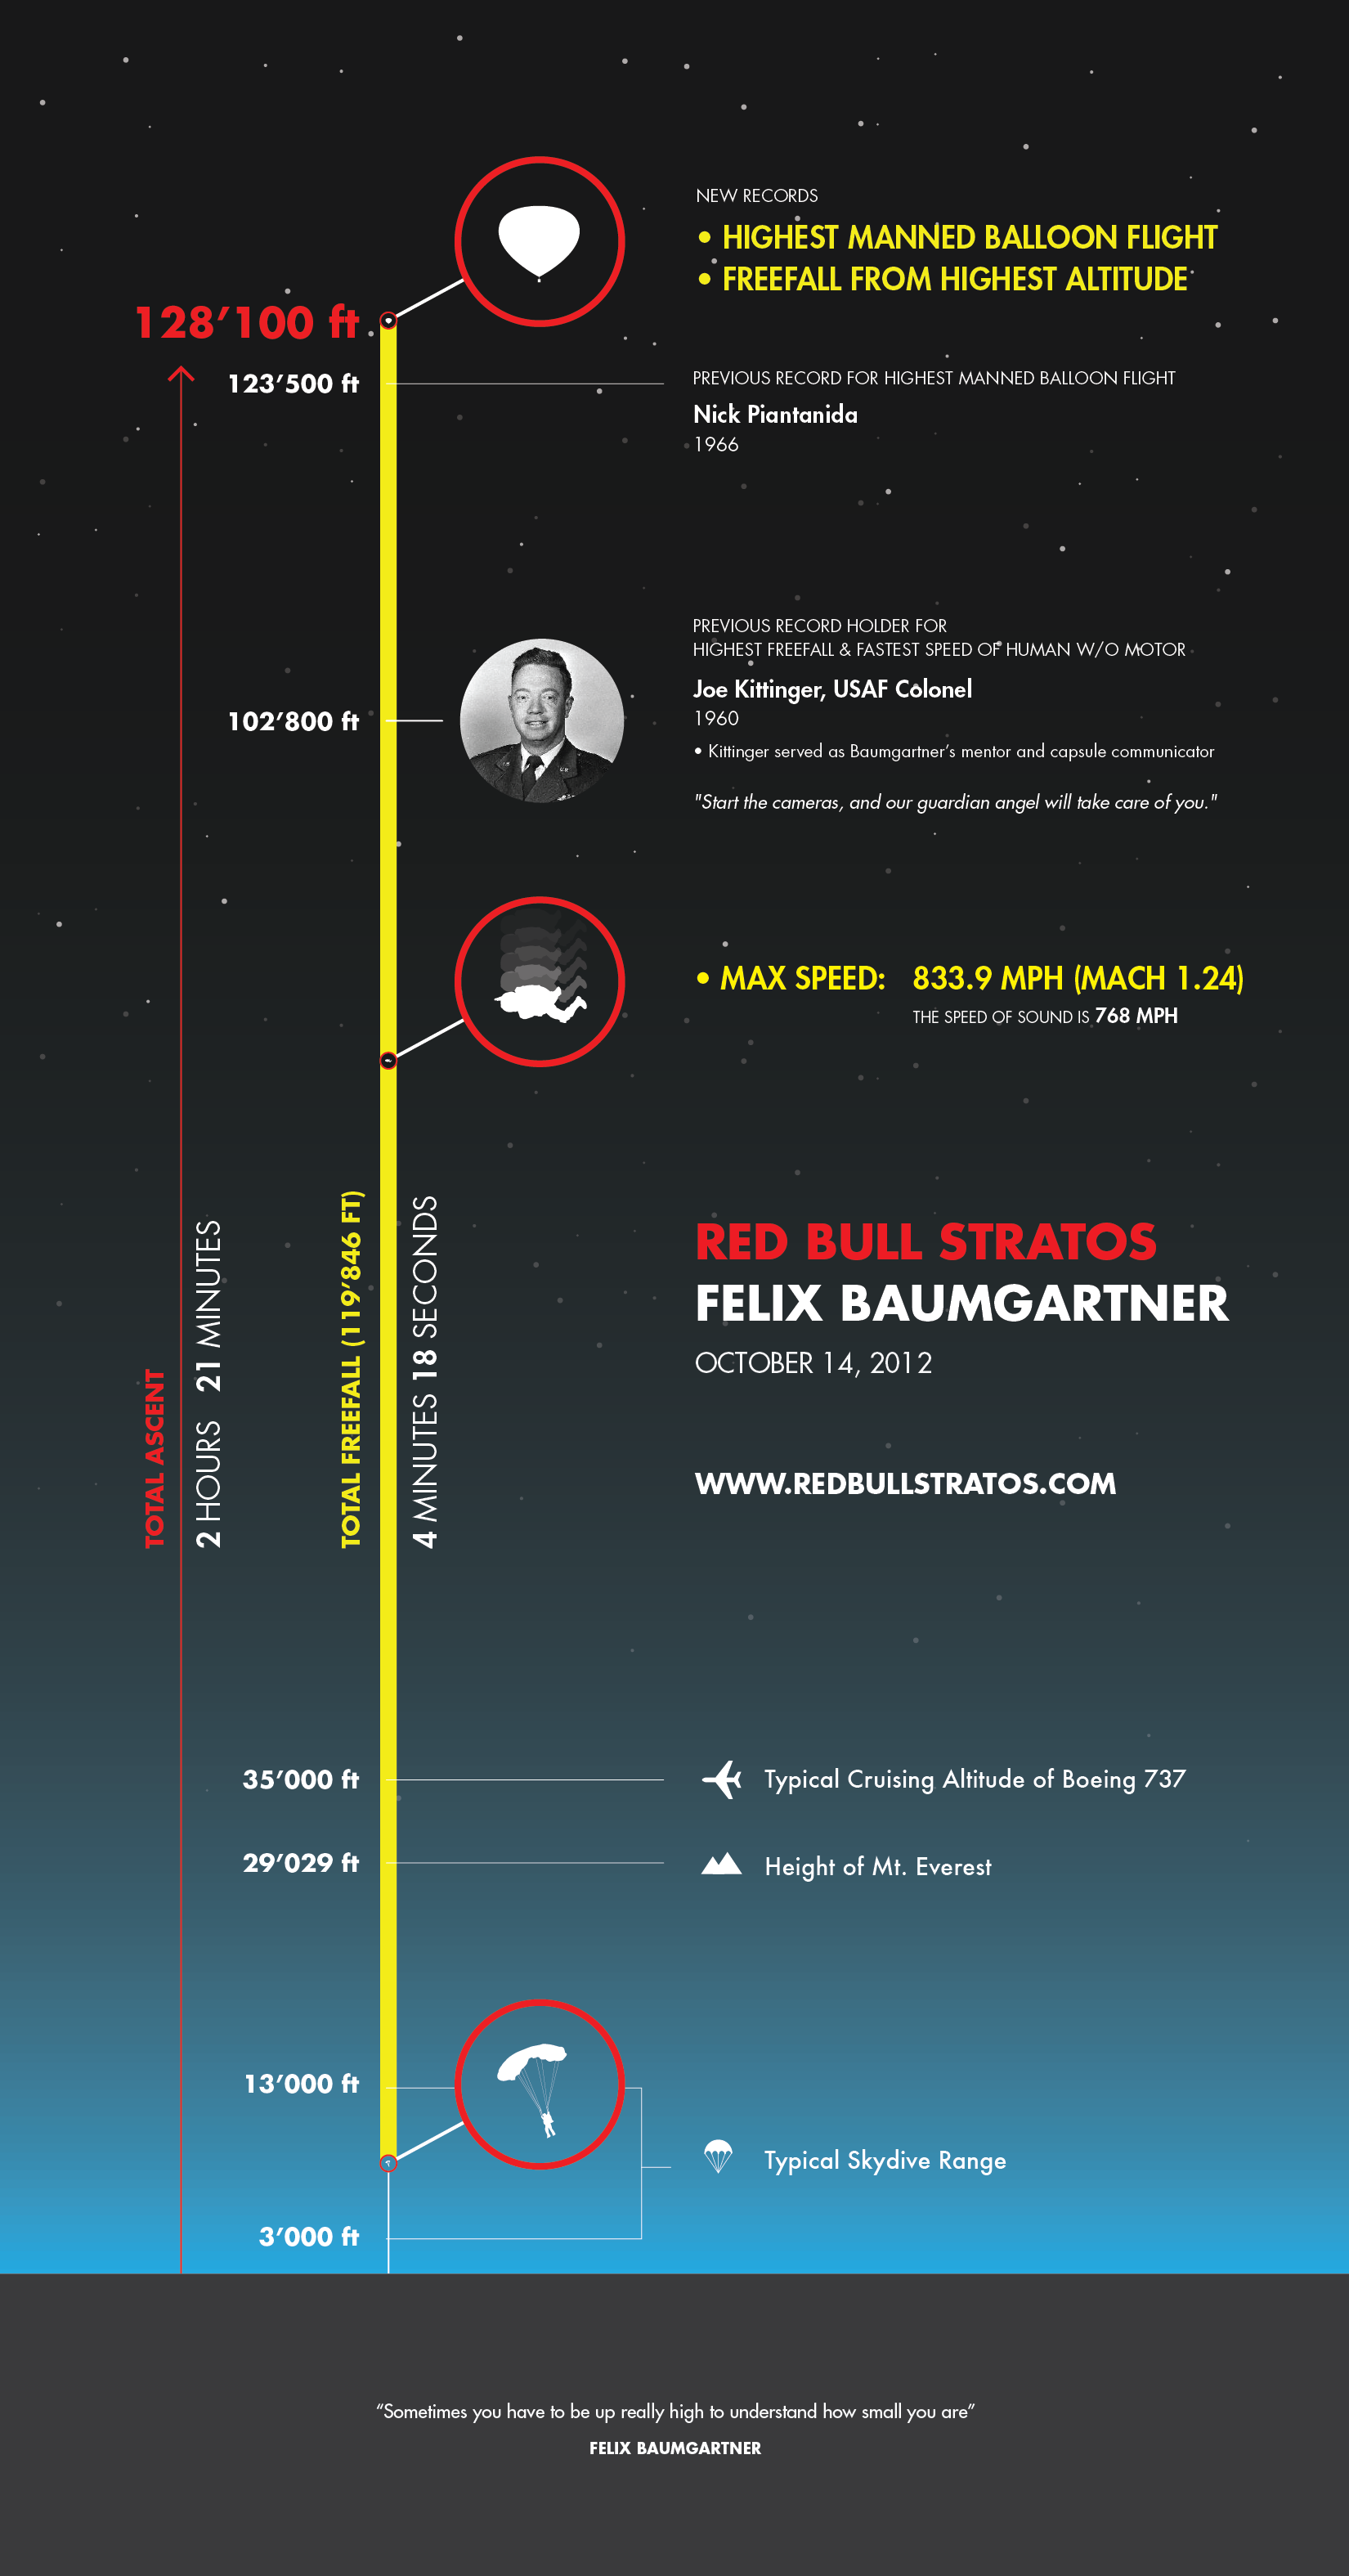 NEW RECORDS
• HIGHEST MANNED BALLOON FLIGHT
• FREEFALL FROM HIGHEST ALTITUDE
128’100 ft
123’500 ft
PREVIOUS RECORD FOR HIGHEST MANNED BALLOON FLIGHT
Nick Piantanida
1966
102’800 ft
PREVIOUS RECORD HOLDER FOR
HIGHEST FREEFALL & FASTEST SPEED OF HUMAN W/O MOTOR
Joe Kittinger, USAF Colonel
1960
• Kittinger served as Baumgartner’s mentor and capsule communicator
"Start the cameras, and our guardian angel will take care of you."
• MAX SPEED: 833.9 MPH (MACH 1.24)
THE SPEED OF SOUND IS 768 MPH
TOTAL ASCENT
2 HOURS 21 MINUTES
TOTAL FREEFALL (119’846 FT)
4 MINUTES 18 SECONDS
RED BULL STRATOS
FELIX BAUMGARTNER
OCTOBER 14, 2012
WWW.REDBULLSTRATOS.COM
35’000 ft
Typical Cruising Altitude of Boeing 737
29’029 ft
Height of Mt. Everest
13’000 ft
Typical Skydive Range
3’000 ft
“Sometimes you have to be up really high to understand how small you are”
FELIX BAUMGARTNER